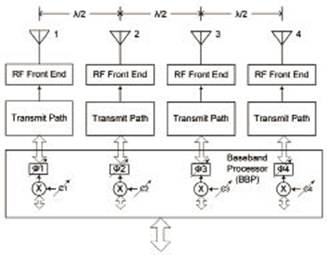 λ/2 λ/2 λ/2
1 2 3 4
RF Front End RF Front End RF Front End RF Front End
Transmit Path Transmit Path Transmit Path Transmit Path
Baseband
Processor
(BBP)
Φ1 Φ2 Φ3 Φ4
X X X X